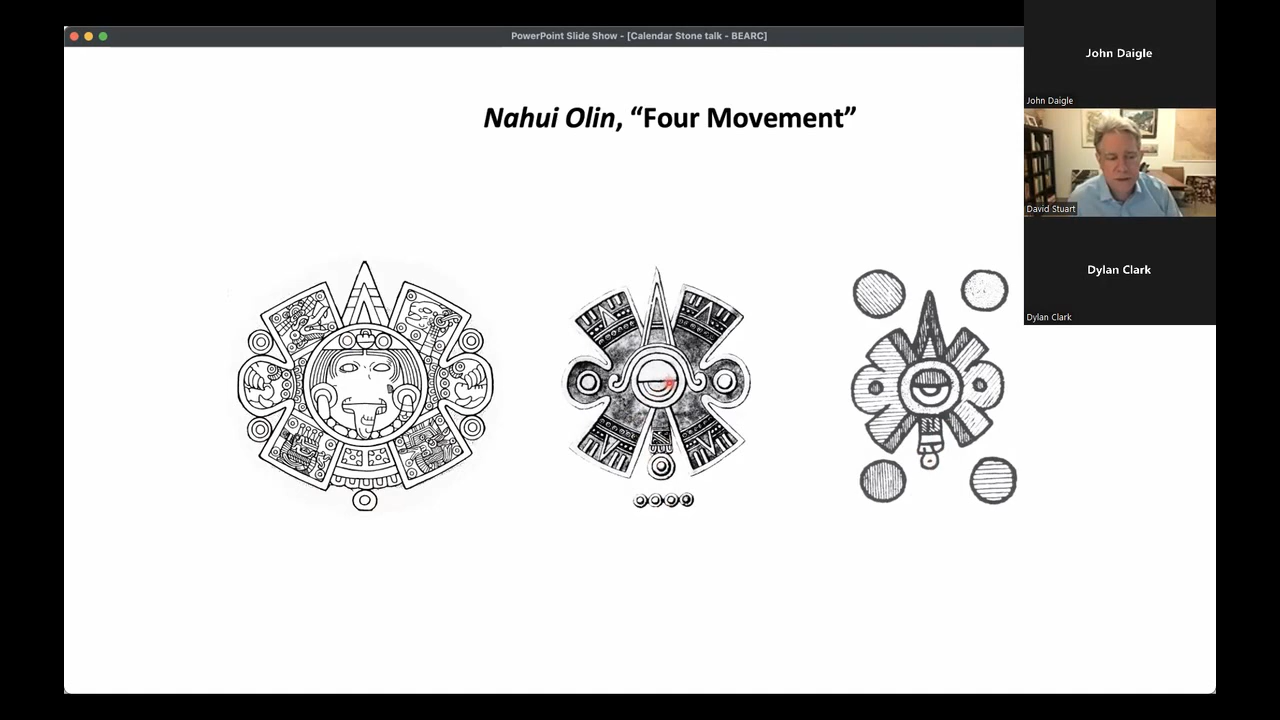 PowerPoint Slide Show - [Calendar Stone talk - BEARC]
Nahui Olin, “Four Movement”
John Daigle
John Daigle
David Stuart
Dylan Clark
Dylan Clark